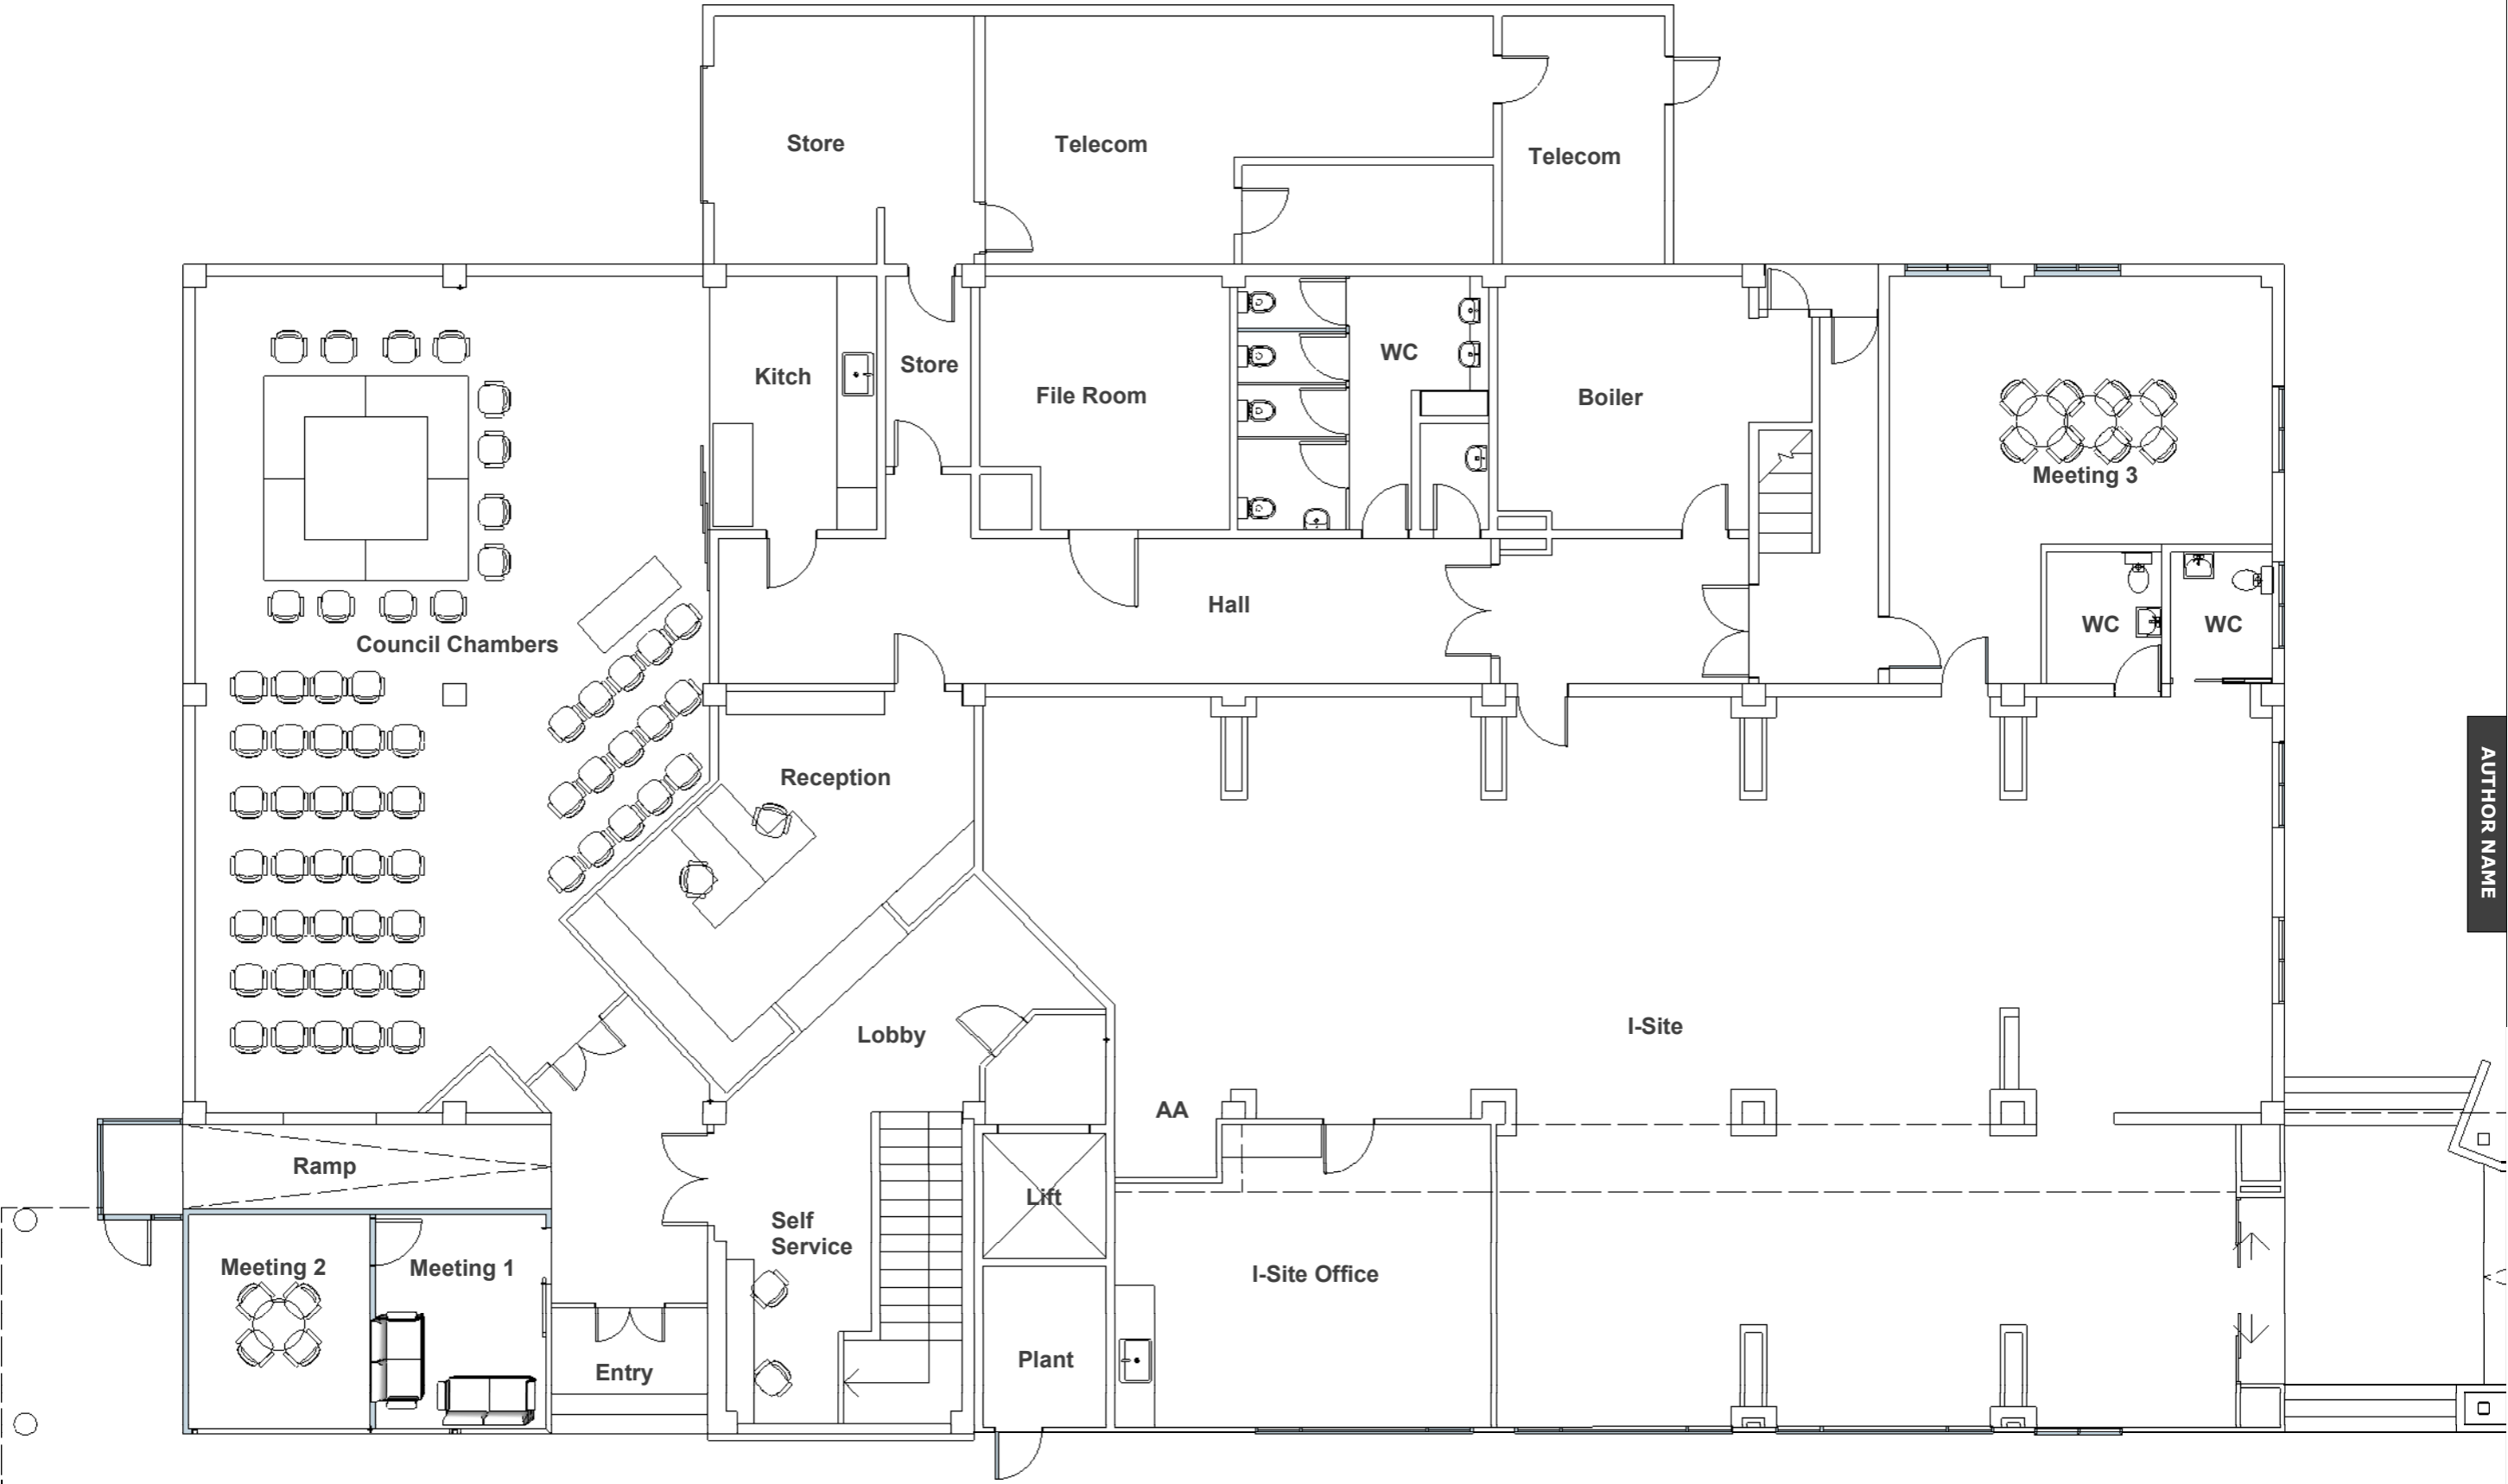 Store
Telecom
Telecom
Kitch
Store
File Room
WC
Boiler
Meeting 3
Hall
WC
WC
Council Chambers
Reception
AUTHOR NAME
Lobby
I-Site
AA
Ramp
Lift
Self
Service
Meeting 2
Meeting 1
I-Site Office
Plant
Entry